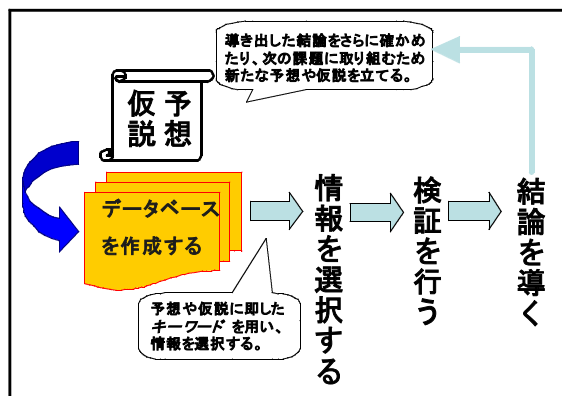 導き出した結論をさらに確かめ
たり、次の課題に取り組むため
新たな予想や仮説を立てる。
予想
仮説
データベース
を作成する
情報を選択する
検証を行う
結論を導く
予想や仮説に即した
キーワードを用い、
情報を選択する。